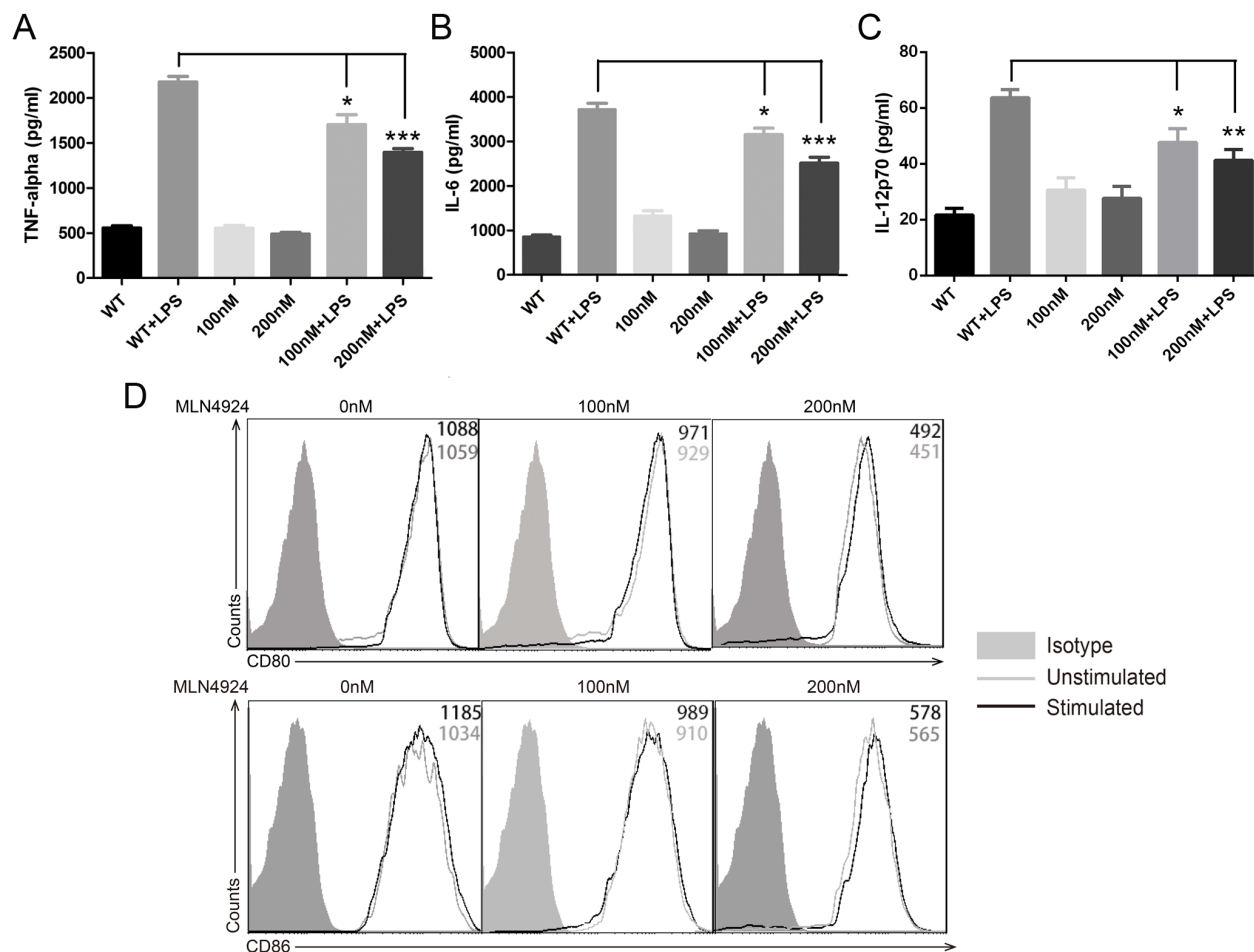 A
TNF-alpha (pg/ml)
2500
2000
1500
1000
500
0
*
***
WT
WT+LPS
100nM
200nM
100nM+LPS
200nM+LPS
B
IL-6 (pg/ml)
5000
4000
3000
2000
1000
0
*
***
WT
WT+LPS
100nM
200nM
100nM+LPS
200nM+LPS
C
IL-12p70 (pg/ml)
80
60
40
20
0
*
**
WT
WT+LPS
100nM
200nM
100nM+LPS
200nM+LPS
D
MLN4924 0nM 100nM 200nM
1088 971 492
1059 929 451
Counts
CD80
MLN4924 0nM 100nM 200nM
1185 989 578
1034 910 565
Counts
CD86
Isotype
Unstimulated
Stimulated